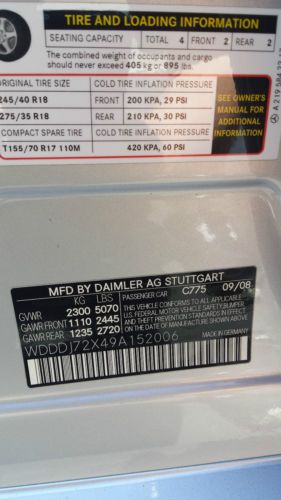 TIRE AND LOADING INFORMATION
SEATING CAPACITY TOTAL 4 FRONT 2 REAR 2
The combined weight of occupants and cargo
should never exceed 405 kg or 895 lbs.
ORIGINAL TIRE SIZE COLD TIRE INFLATION PRESSURE
245/40 R18 FRONT 200 KPA, 29 PSI
275/35 R18 REAR 210 KPA, 30 PSI
COMPACT SPARE TIRE COLD TIRE INFLATION PRESSURE
T155/70 R17 110M 420 KPA, 60 PSI
SEE OWNER'S
MANUAL FOR
ADDITIONAL
INFORMATION
A 219 584
MFD BY DAIMLER AG STUTTGART
KG LBS PASSENGER CAR C775 09/08
GVWR 2300 5070
GAWR FRONT 1110 2445
GAWR REAR 1235 2720
THIS VEHICLE CONFORMS TO ALL APPLICABLE
U.S. FEDERAL MOTOR VEHICLE SAFETY, BUMPER,
AND THEFT PREVENTION STANDARDS IN EFFECT
ON THE DATE OF MANUFACTURE SHOWN ABOVE.
WDDDJ72X49A152006